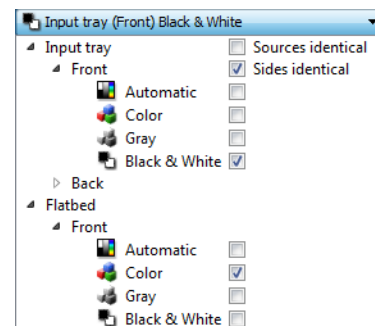 Input tray (Front) Black & White
Input tray Sources identical
Front Sides identical
Automatic
Color
Gray
Black & White
Back
Flatbed
Front
Automatic
Color
Gray
Black & White